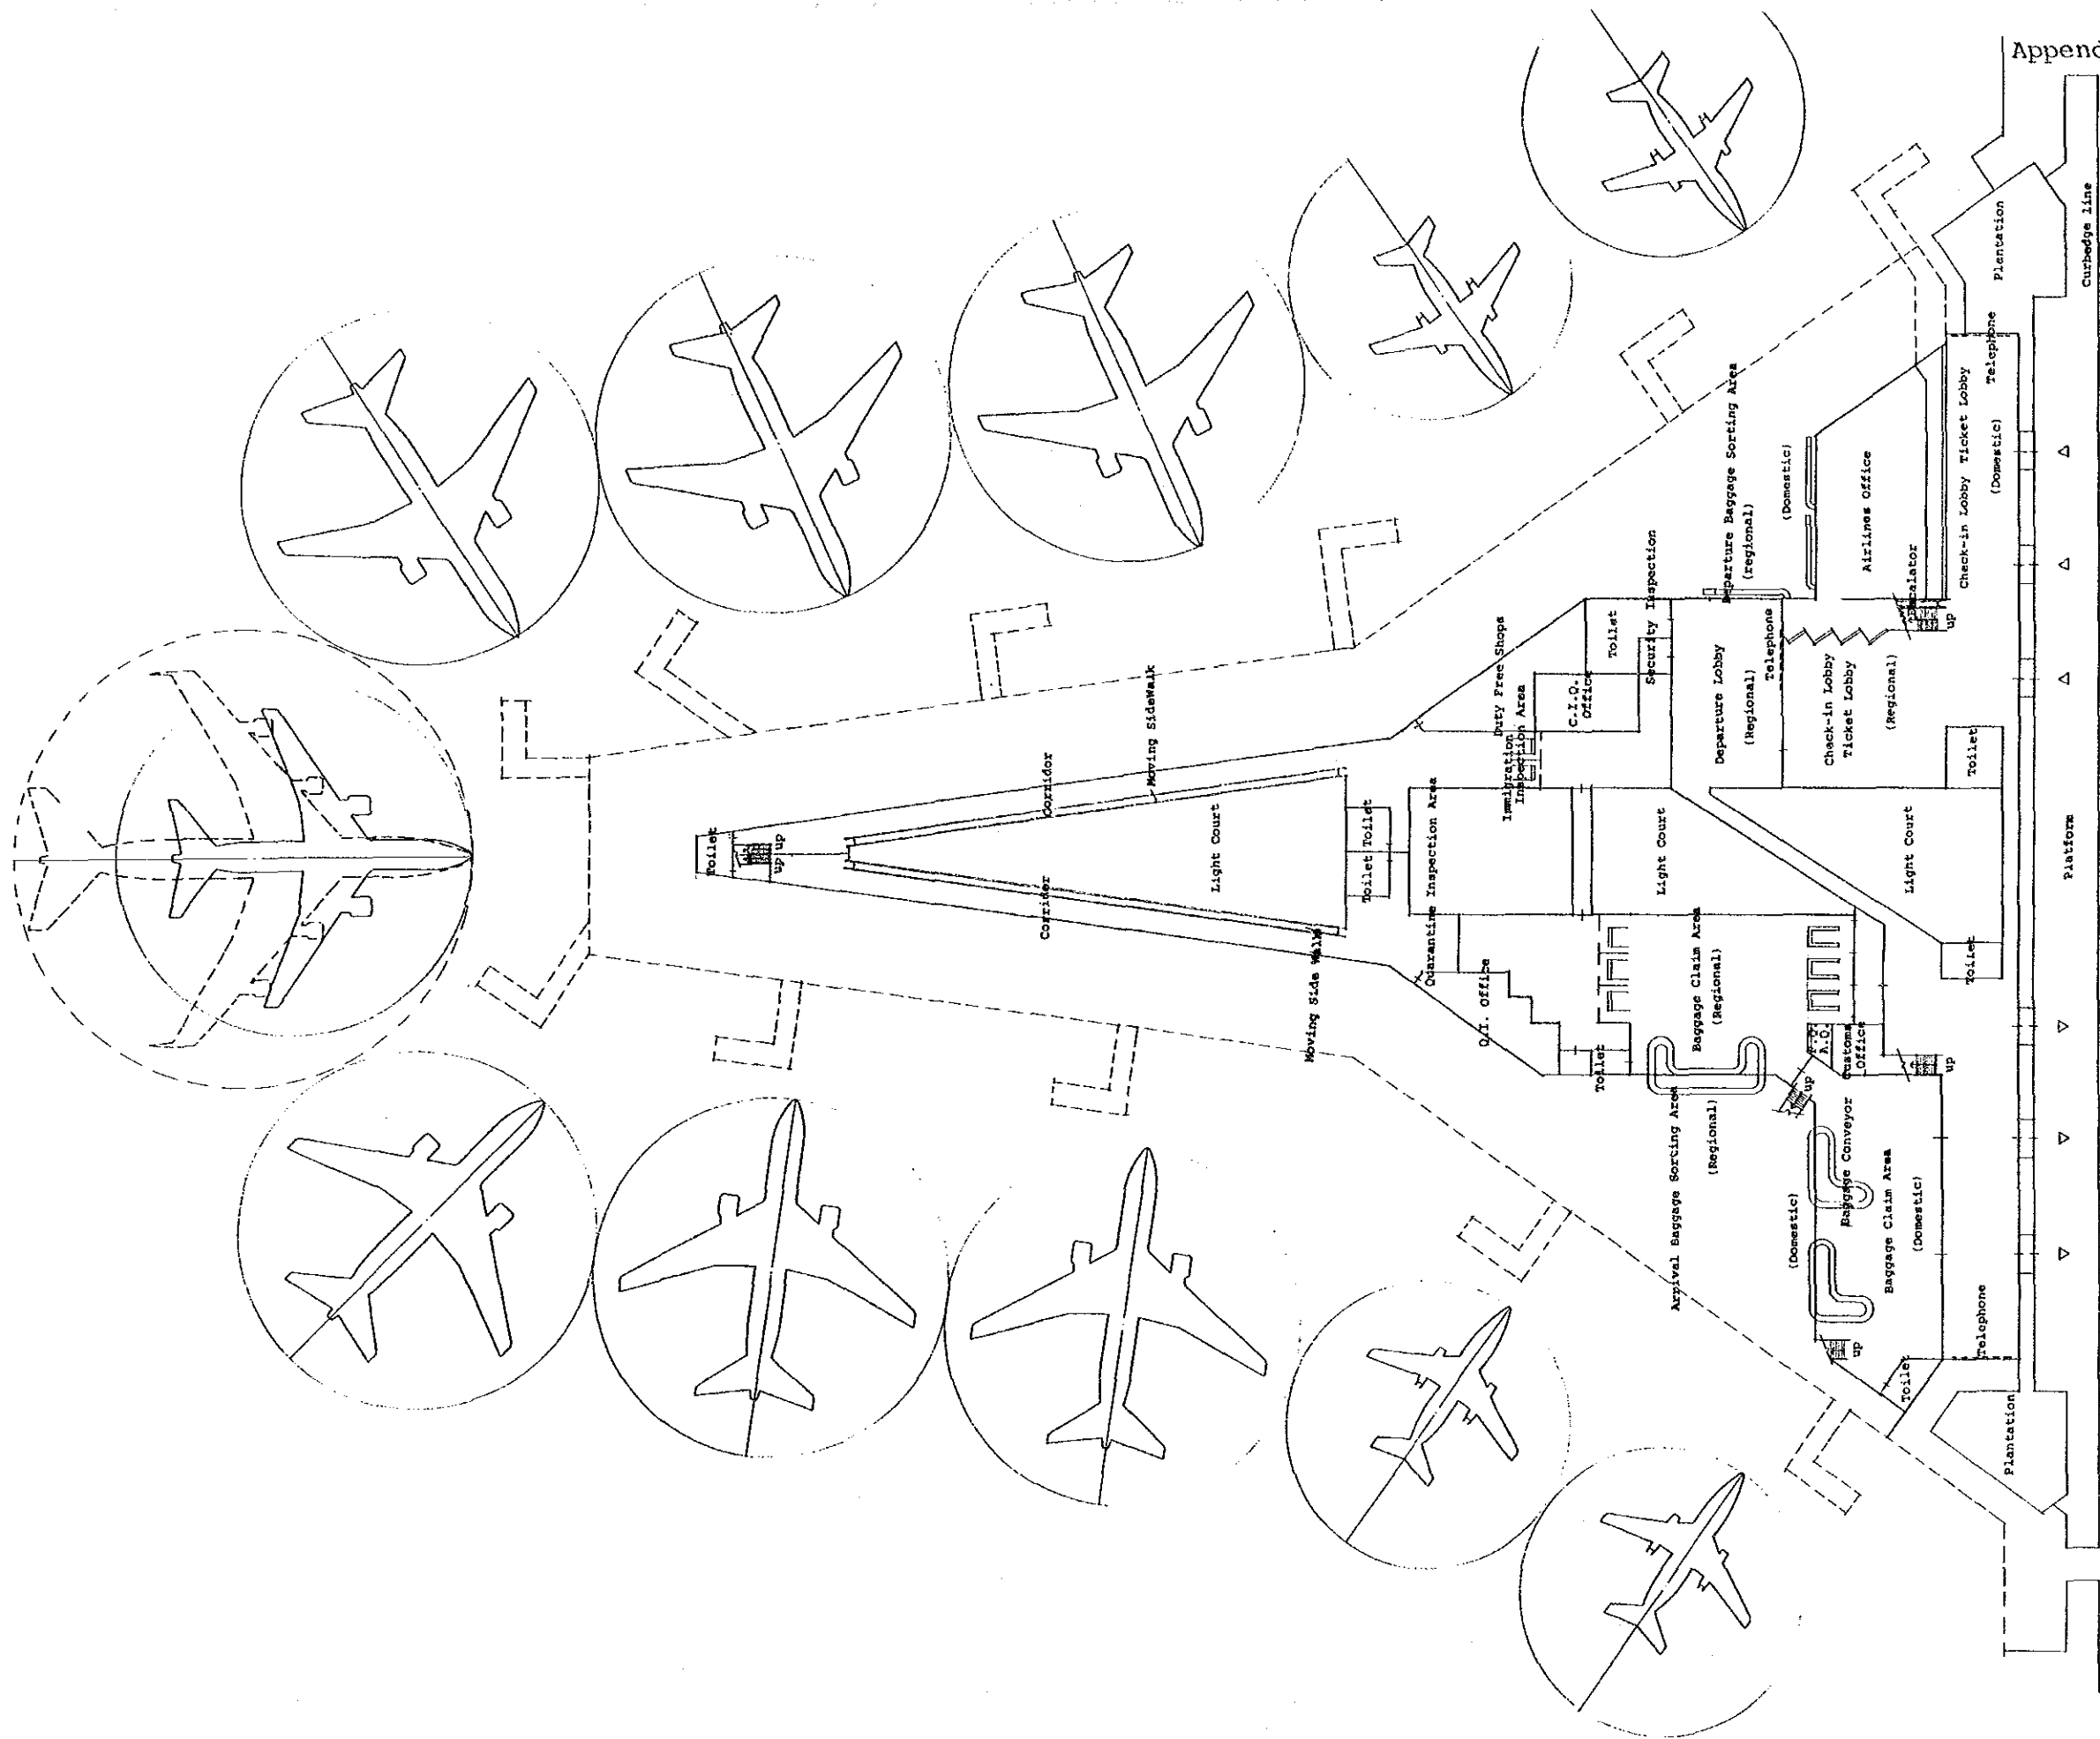 Append
Curbedge line
Plantation
Telephone
Check-in Lobby Ticket Lobby
(Domestic)
Airlines Office
Escalator
up
(Domestic)
Departure Baggage Sorting Area
(regional)
Security Inspection
Toilet
Duty Free Shops
C.I.Q.
Office
Immigration
Inspection Area
Departure Lobby
(Regional)
Telephone
Check-in Lobby
Ticket Lobby
(Regional)
Toilet
Moving SideWalk
Corridor
Toilet
up up
Light Court
Corridor
Toilet Toilet
Quarantine Inspection Area
Light Court
Light Court
Platform
Moving Side Walk
Q.I. Office
Toilet
Baggage Claim Area
(Regional)
Toilet
A.Q.
Customs
Office
up
up
Arrival Baggage Sorting Area
(Regional)
(Domestic)
Baggage Conveyor
Baggage Claim Area
(Domestic)
up
Toilet
Telephone
Plantation